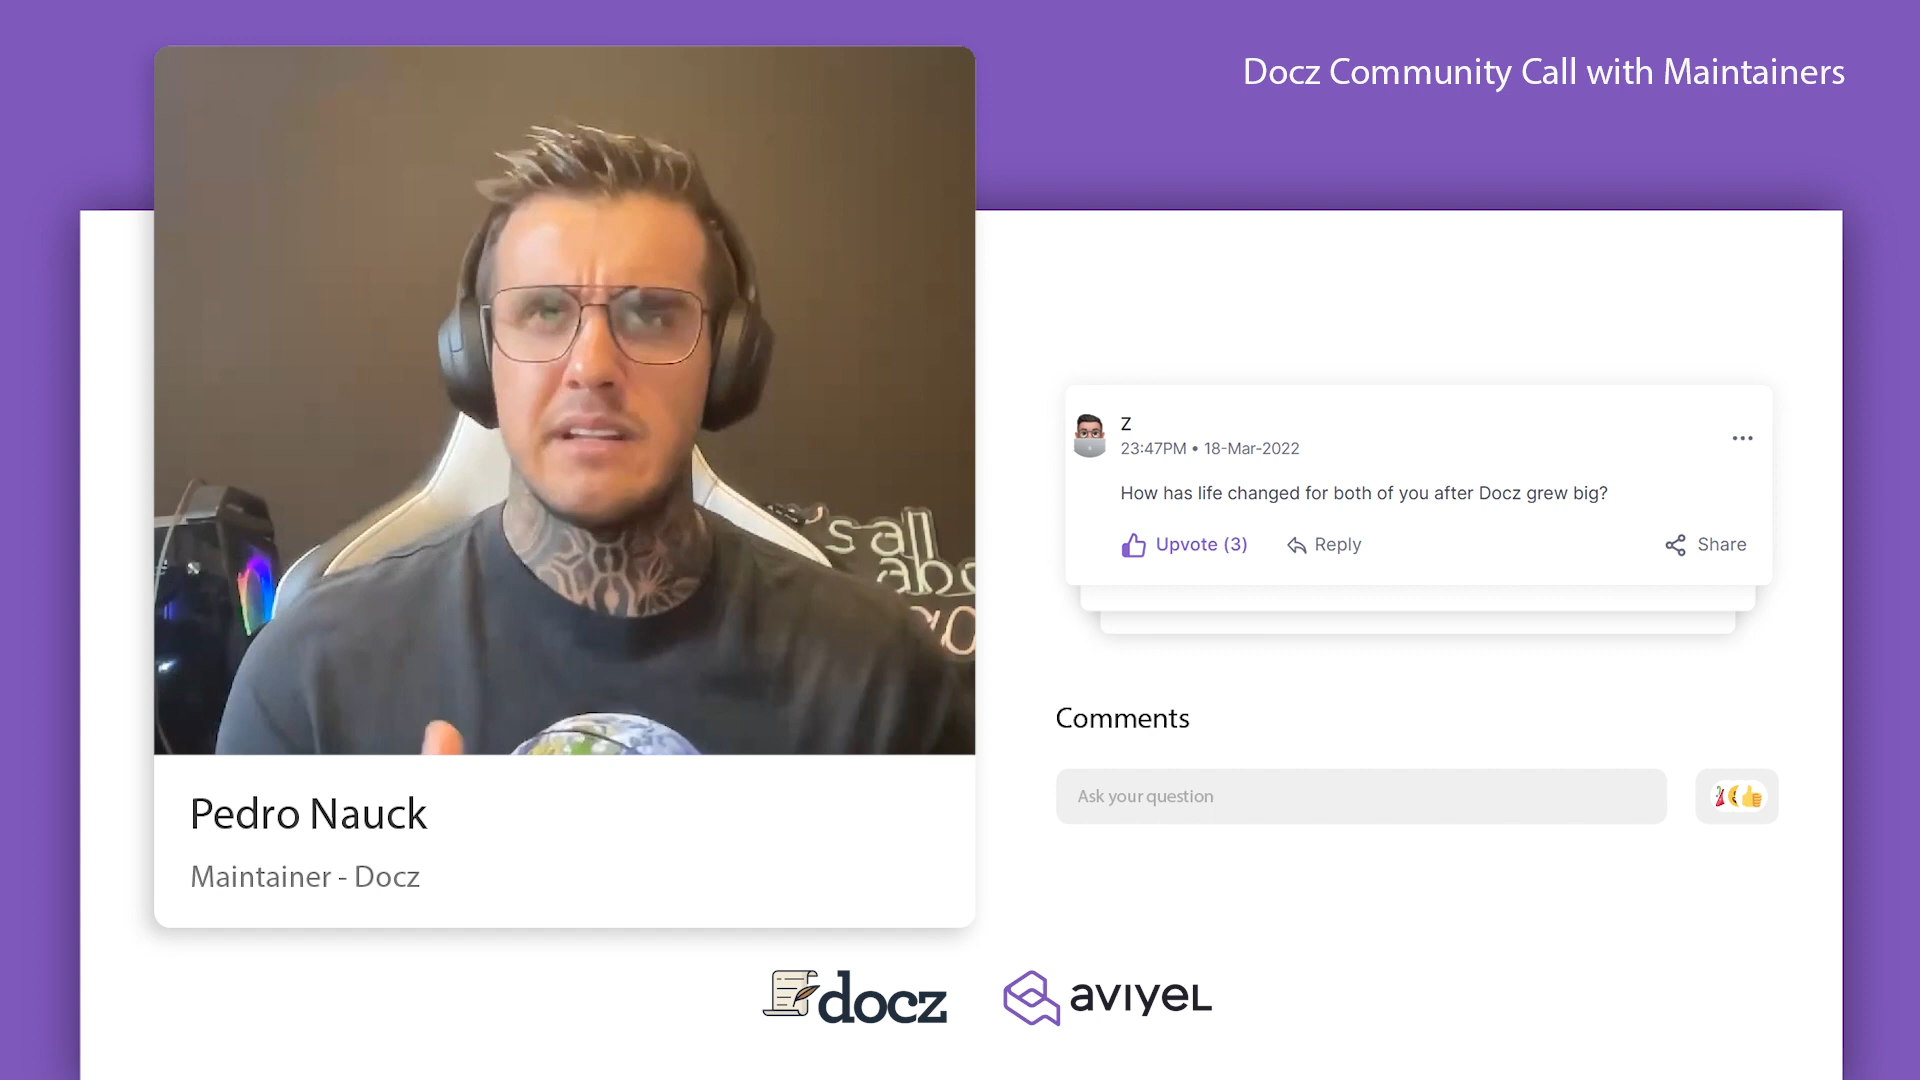 Docz Community Call with Maintainers
's all
Z
23:47PM • 18-Mar-2022
How has life changed for both of you after Docz grew big?
Upvote (3)
Reply
Share
Comments
Ask your question
Pedro Nauck
Maintainer - Docz
docz
aviyel